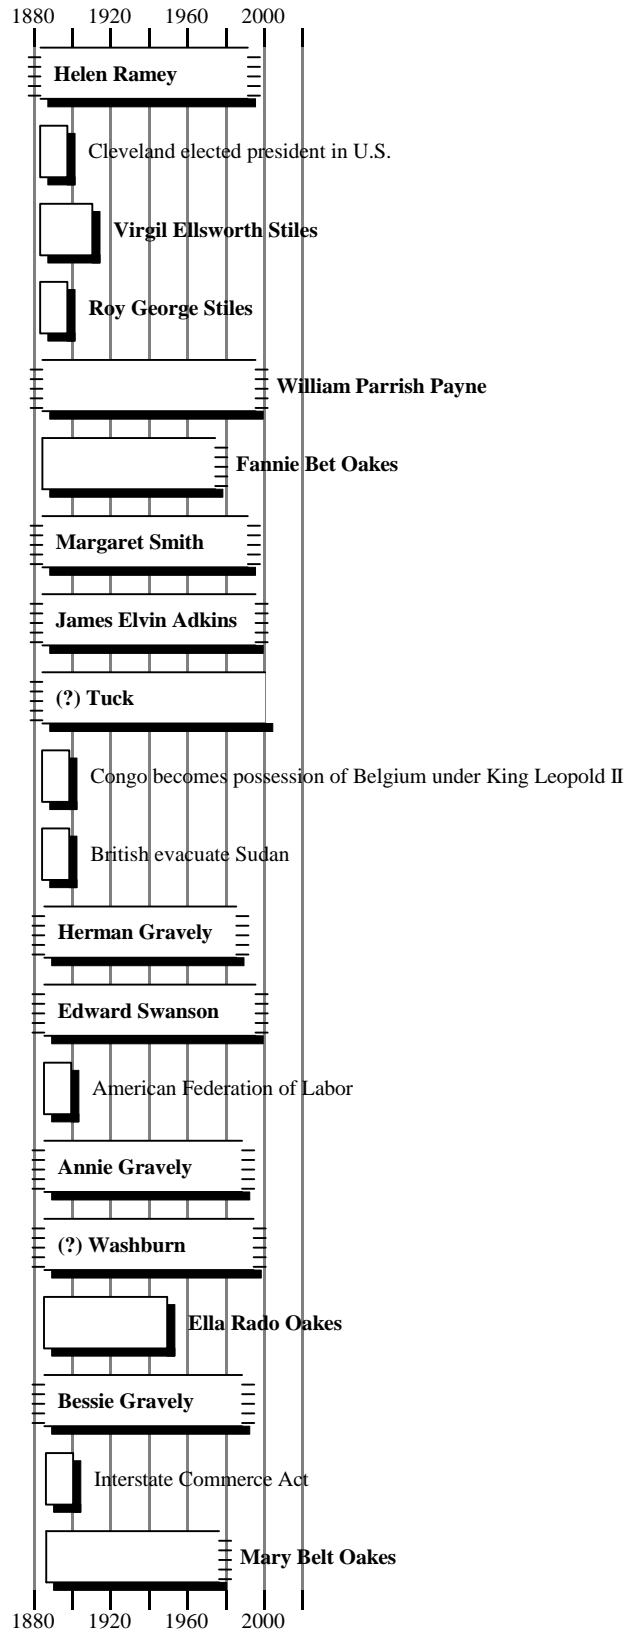 1880 1920 1960 2000
Helen Ramey
Cleveland elected president in U.S.
Virgil Ellsworth Stiles
Roy George Stiles
William Parrish Payne
Fannie Bet Oakes
Margaret Smith
James Elvin Adkins
(?) Tuck
Congo becomes possession of Belgium under King Leopold II
British evacuate Sudan
Herman Gravely
Edward Swanson
American Federation of Labor
Annie Gravely
(?) Washburn
Ella Rado Oakes
Bessie Gravely
Interstate Commerce Act
Mary Belt Oakes
1880 1920 1960 2000